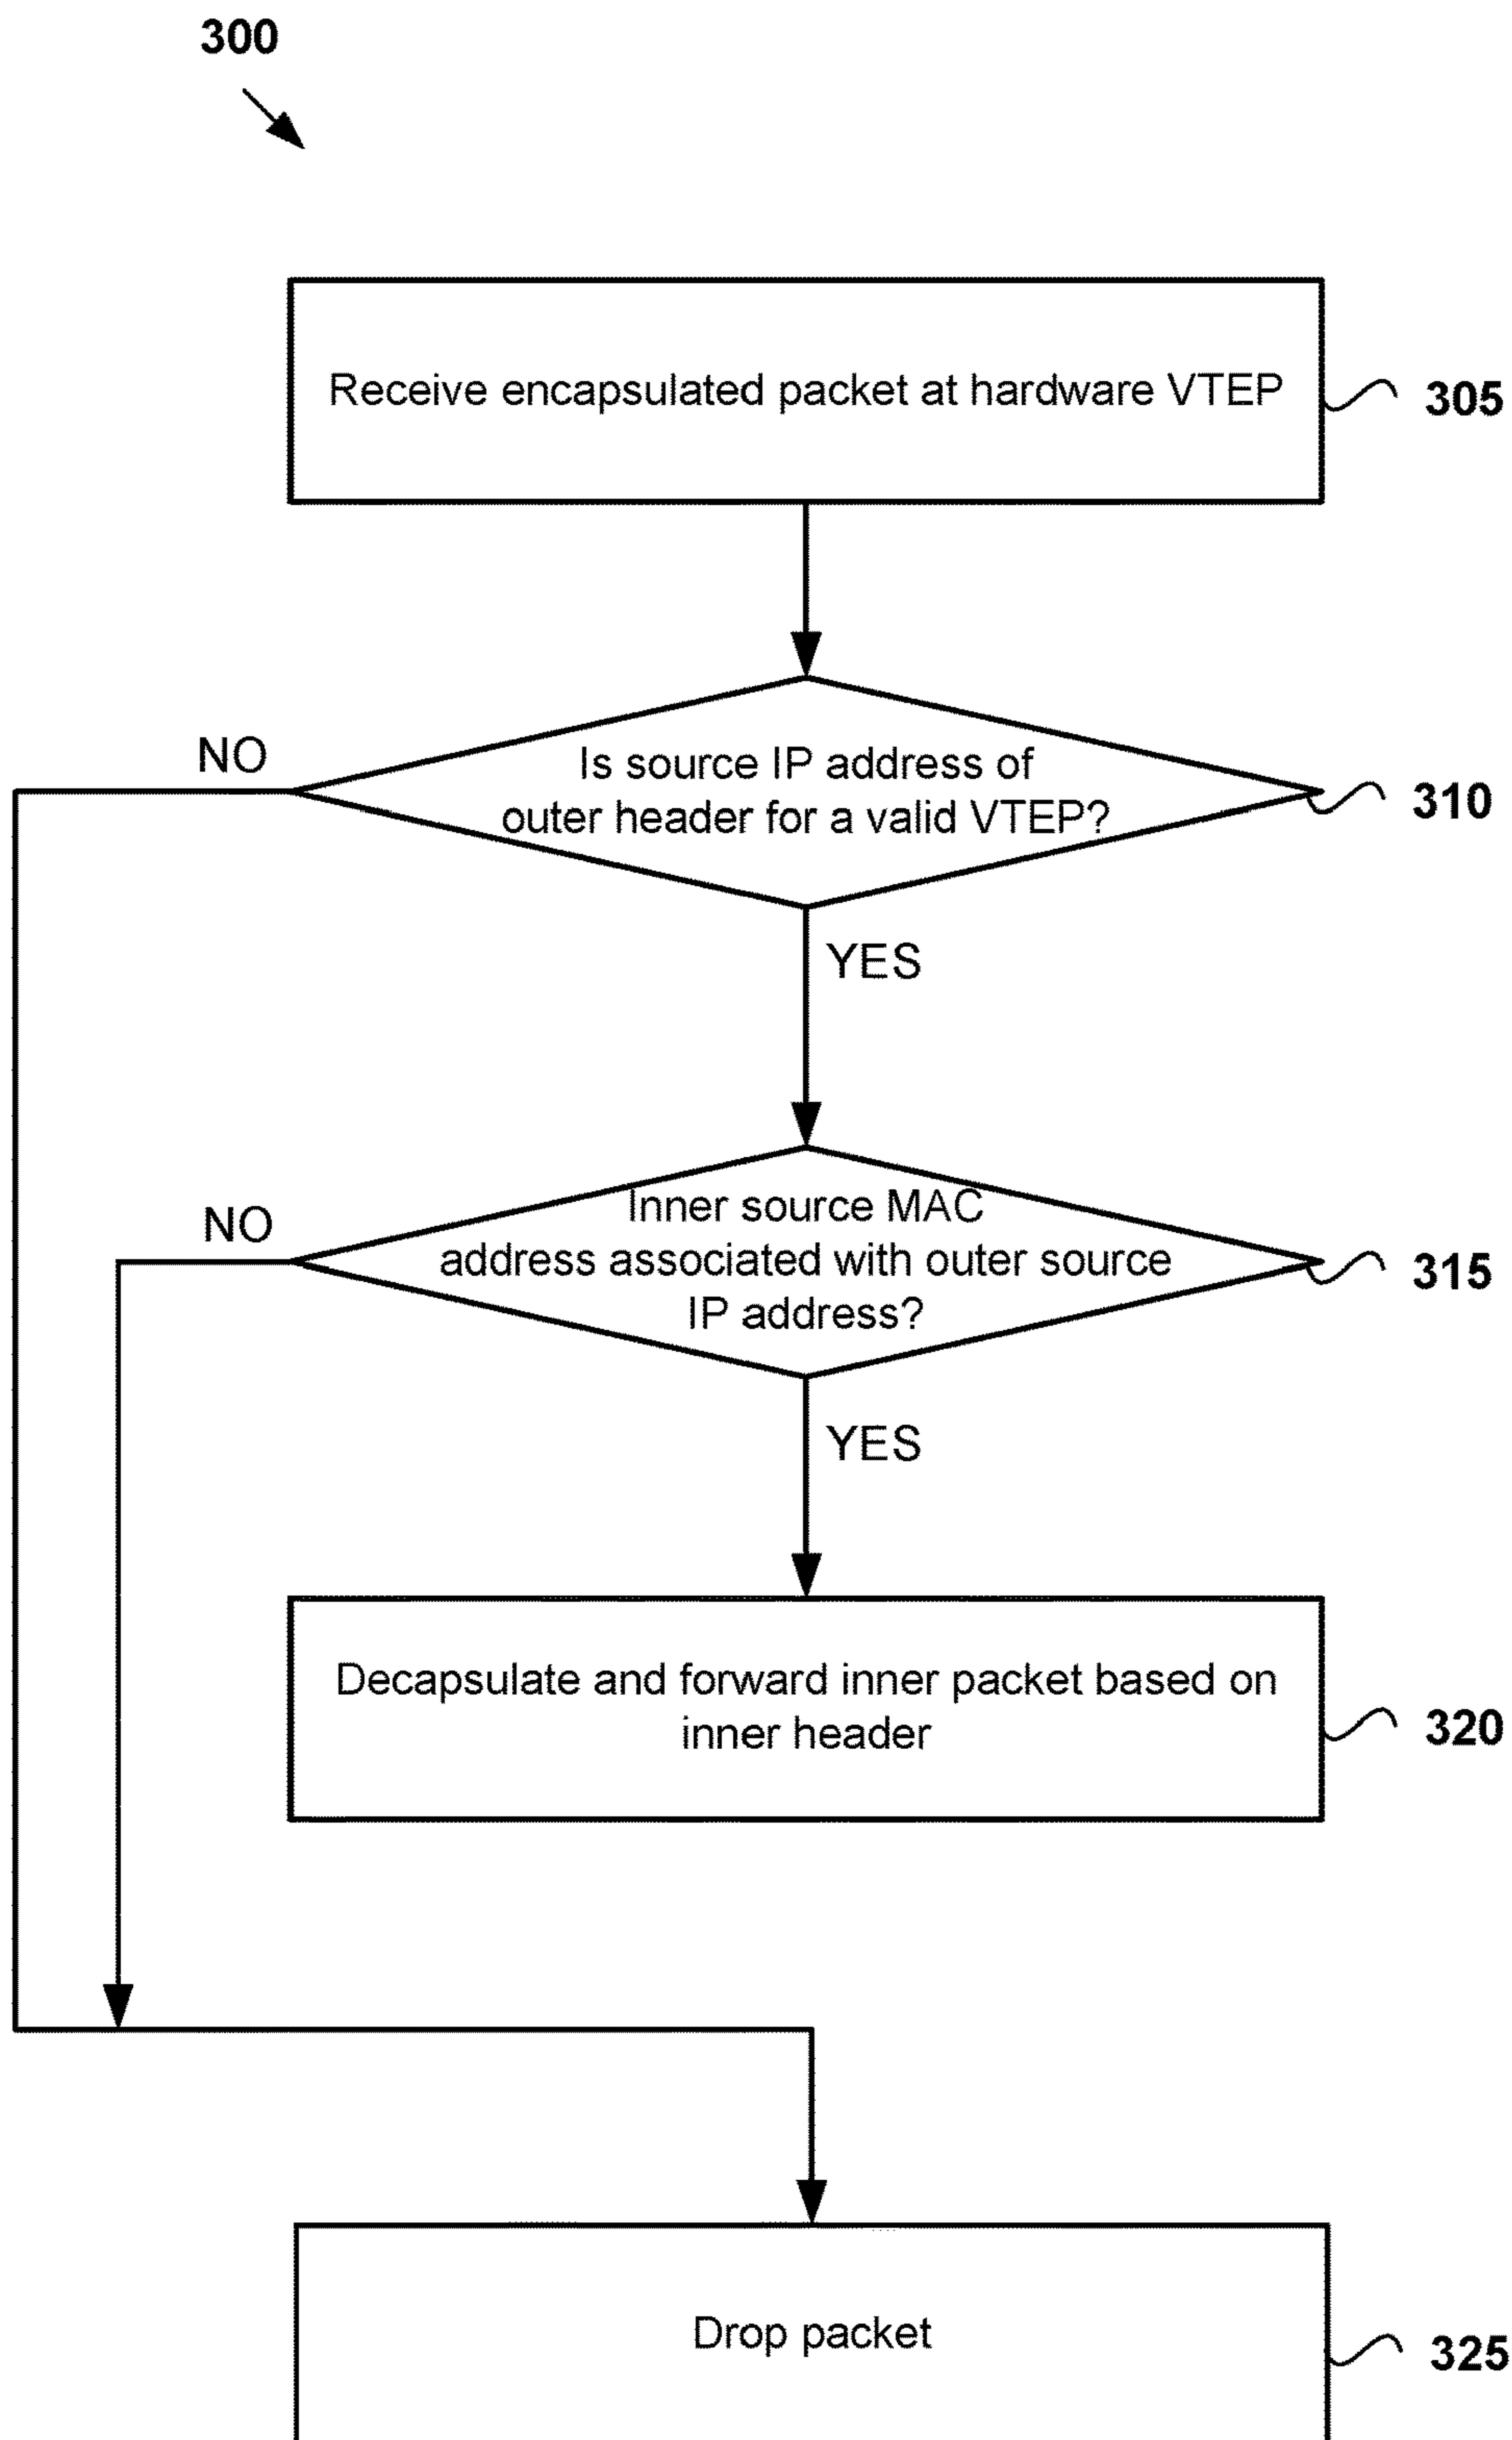 300
Receive encapsulated packet at hardware VTEP
305
NO
Is source IP address of
outer header for a valid VTEP?
310
YES
NO
Inner source MAC
address associated with outer source
IP address?
315
YES
Decapsulate and forward inner packet based on
inner header
320
Drop packet
325